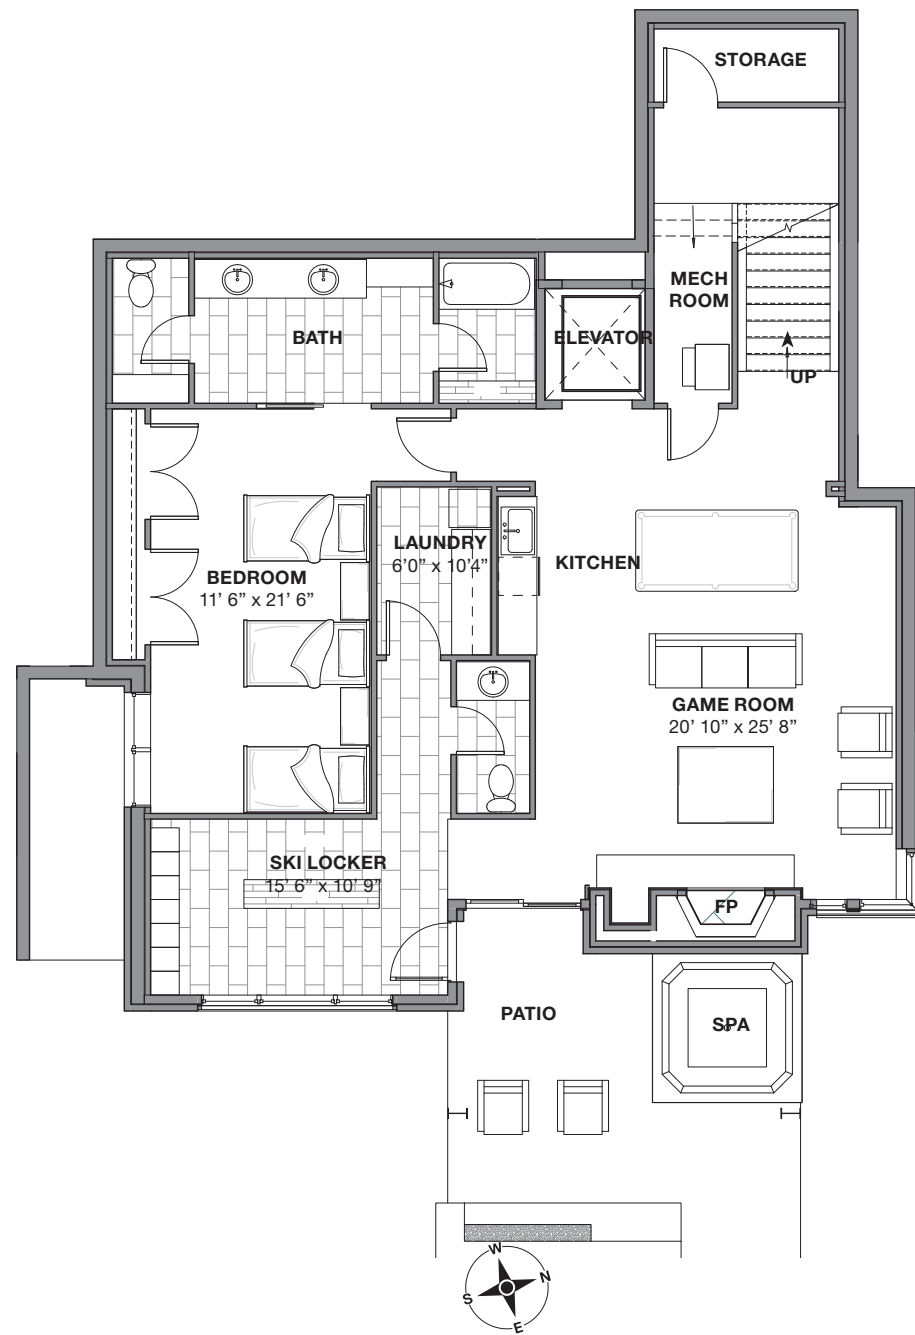 STORAGE
MECH
ROOM
BATH
ELEVATOR
UP
LAUNDRY
6’0” x 10’4”
KITCHEN
BEDROOM
11’ 6” x 21’ 6”
GAME ROOM
20’ 10” x 25’ 8”
SKI LOCKER
15’ 6” x 10’ 9”
FP
PATIO
SPA
W
N
S
E